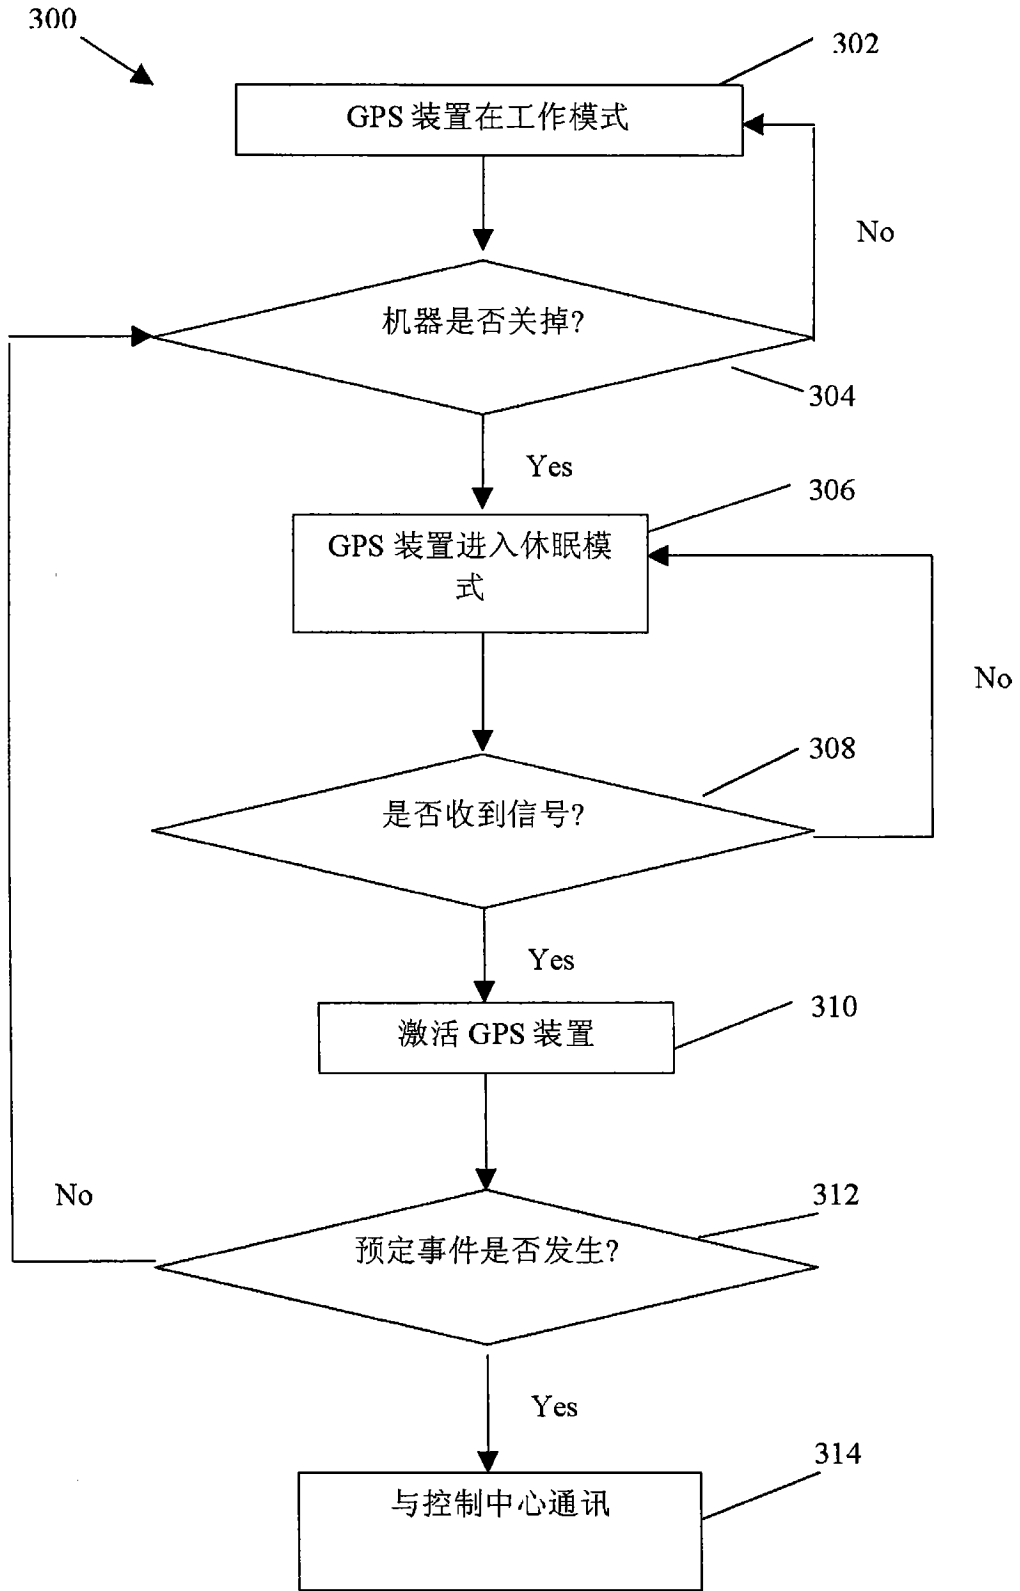 300
302
GPS 装置在工作模式
No
机器是否关掉?
304
Yes
306
GPS 装置进入休眠模
式
No
308
是否收到信号?
Yes
310
激活 GPS 装置
No
312
预定事件是否发生?
Yes
314
与控制中心通讯